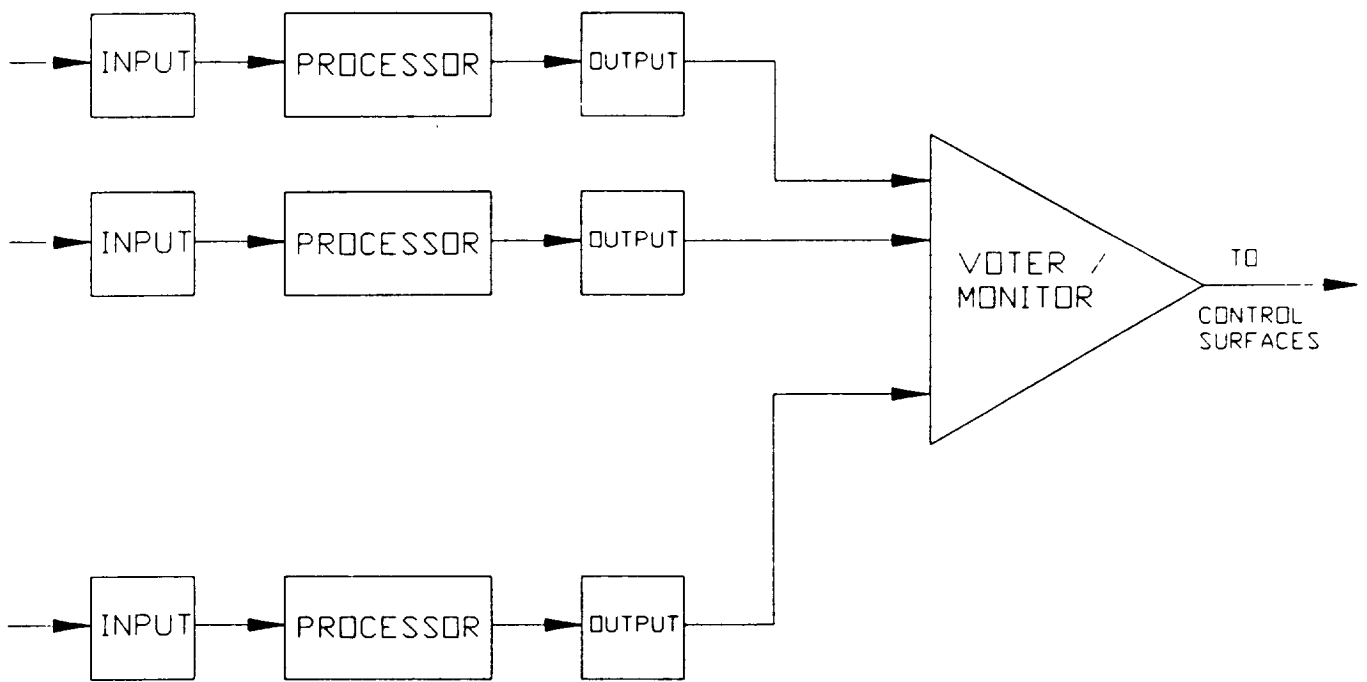 INPUT
PROCESSOR
OUTPUT
INPUT
PROCESSOR
OUTPUT
VOTER /
MONITOR
TO
CONTROL
SURFACES
INPUT
PROCESSOR
OUTPUT